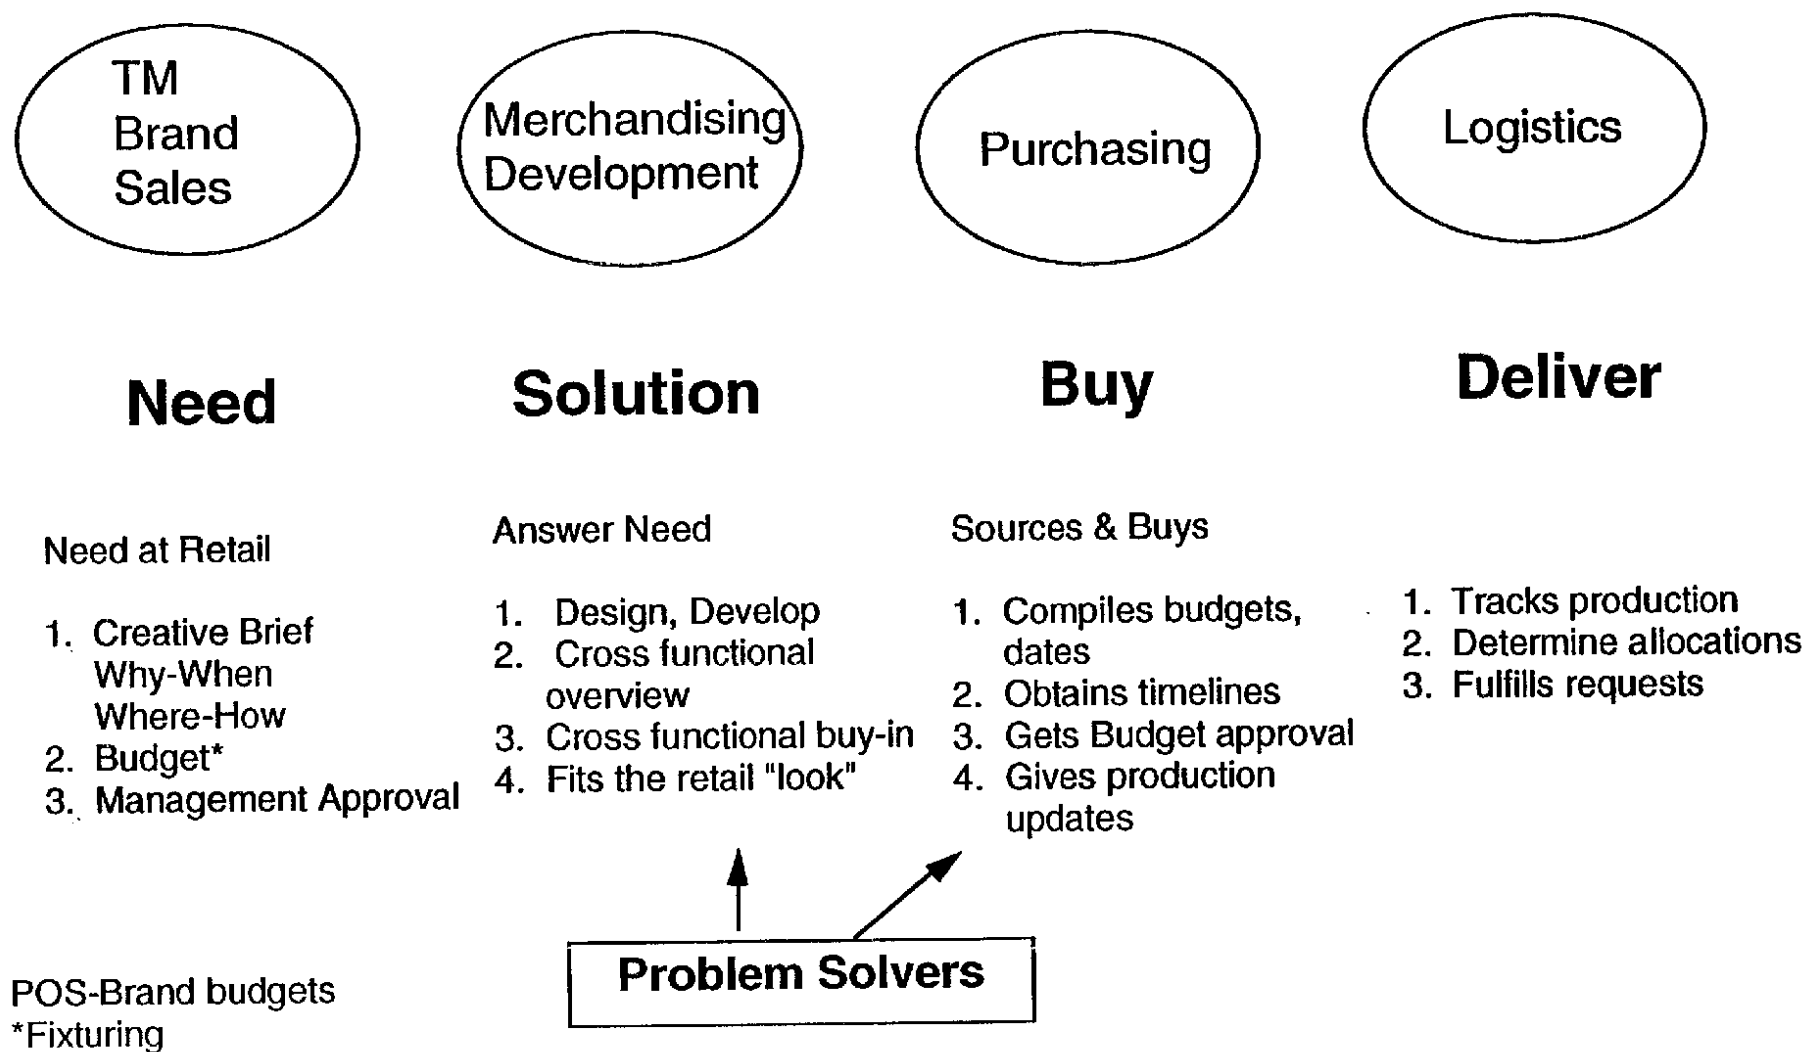 TM
Brand
Sales
Merchandising
Development
Purchasing
Logistics
Need
Solution
Buy
Deliver
Need at Retail
1. Creative Brief
Why-When
Where-How
2. Budget*
3. Management Approval
Answer Need
1. Design, Develop
2. Cross functional
overview
3. Cross functional buy-in
4. Fits the retail "look"
Sources & Buys
1. Compiles budgets,
dates
2. Obtains timelines
3. Gets Budget approval
4. Gives production
updates
1. Tracks production
2. Determine allocations
3. Fulfills requests
Problem Solvers
POS-Brand budgets
*Fixturing